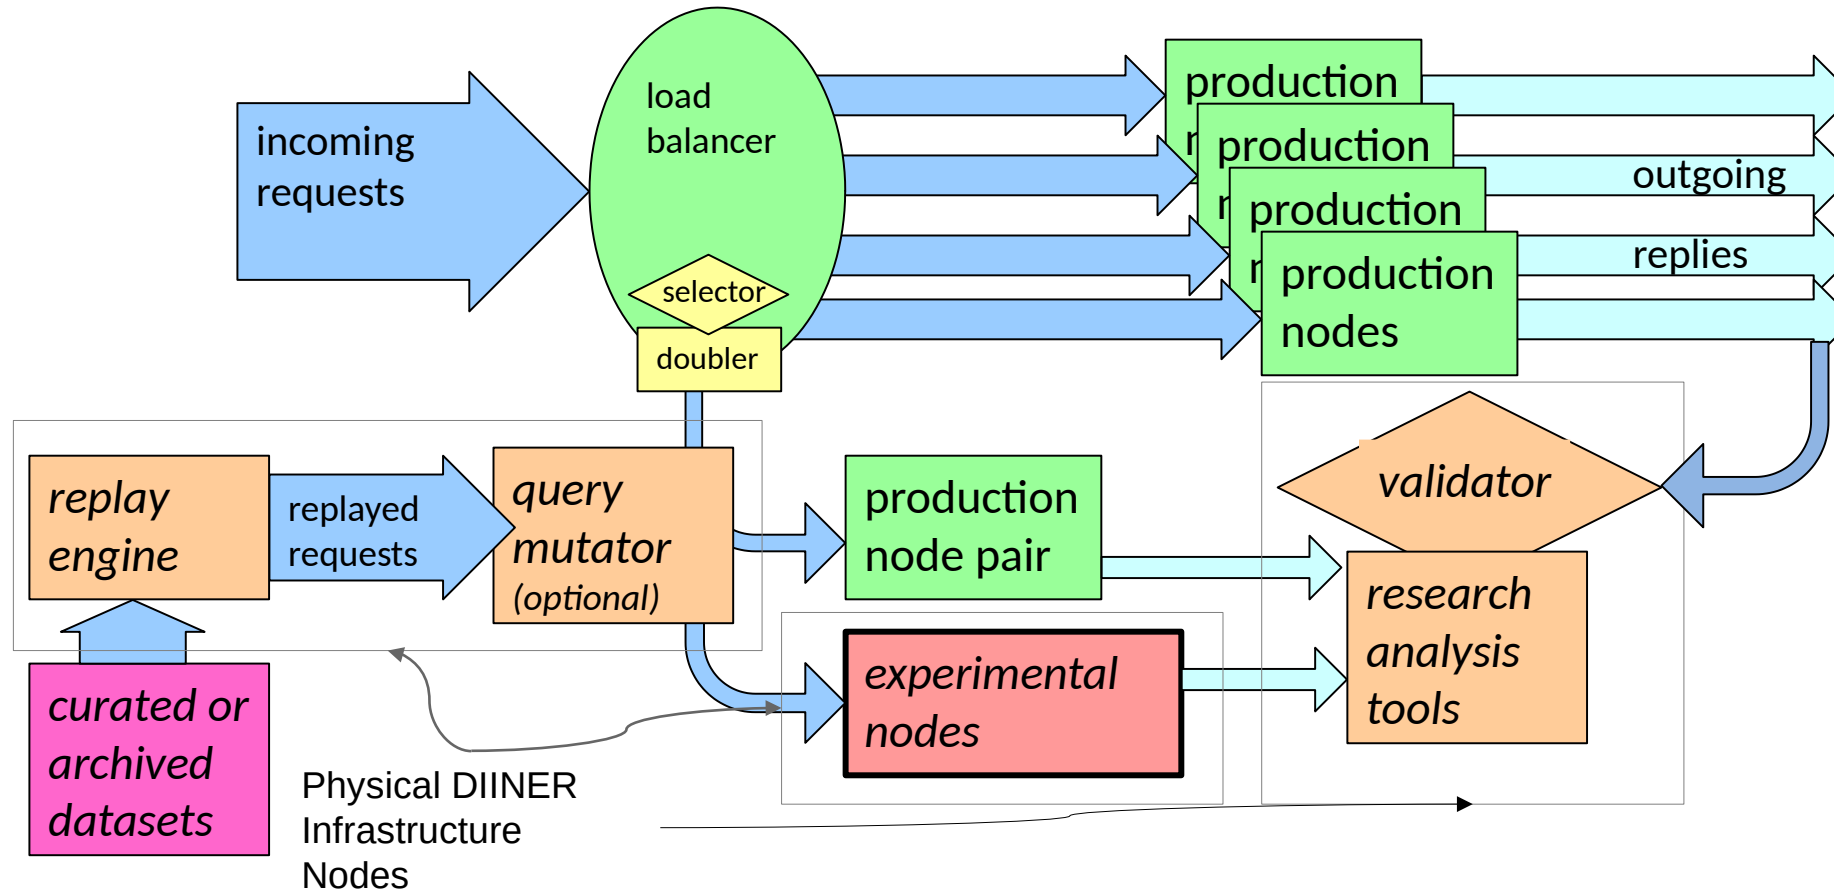 incoming
requests
load
balancer
selector
doubler
production
n
production
n
production
n
production
nodes
outgoing
replies
replay
engine
replayed
requests
query
mutator
(optional)
production
node pair
validator
research
analysis
tools
experimental
nodes
curated or
archived
datasets
Physical DIINER
Infrastructure
Nodes